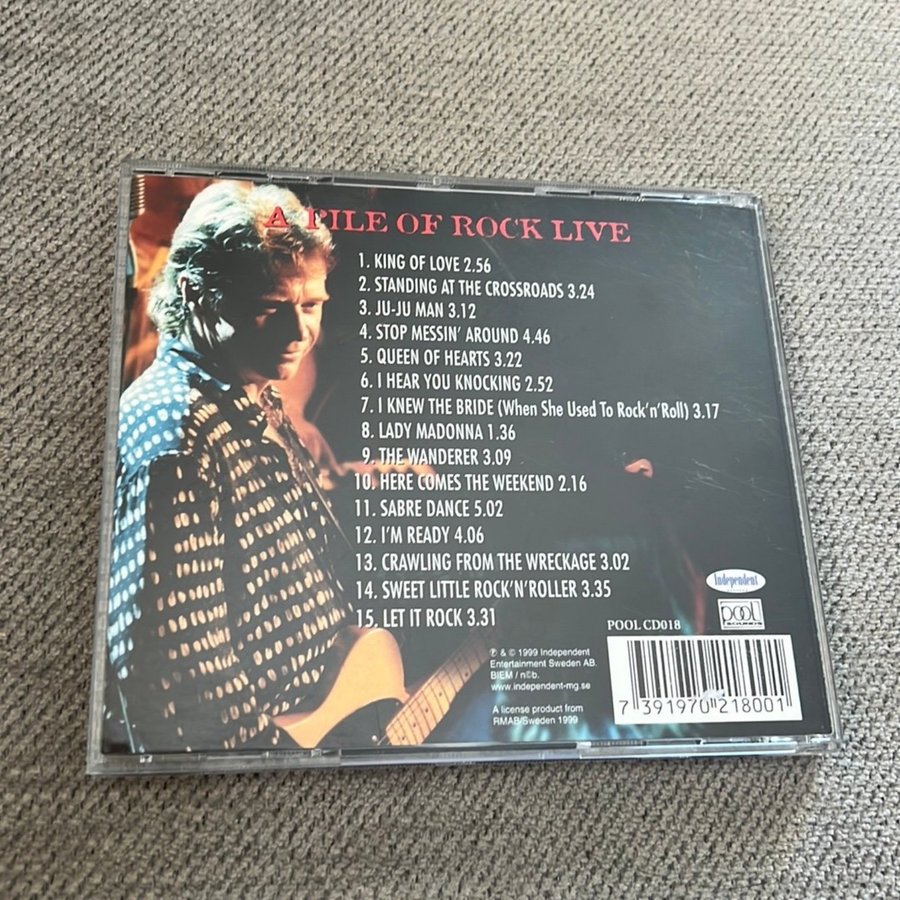 A PILE OF ROCK LIVE
1. KING OF LOVE 2.56
2. STANDING AT THE CROSSROADS 3.24
3. JU-JU MAN 3.12
4. STOP MESSIN' AROUND 4.46
5. QUEEN OF HEARTS 3.22
6. I HEAR YOU KNOCKING 2.52
7. I KNEW THE BRIDE (When She Used To Rock'n'Roll) 3.17
8. LADY MADONNA 1.36
9. THE WANDERER 3.09
10. HERE COMES THE WEEKEND 2.16
11. SABRE DANCE 5.02
12. I'M READY 4.06
13. CRAWLING FROM THE WRECKAGE 3.02
14. SWEET LITTLE ROCK'N'ROLLER 3.35
15. LET IT ROCK 3.31
Independent
pool
SOUNDS
POOL CD018
℗ & © 1999 Independent
Entertainment Sweden AB.
BIEM / n©b.
www.independent-mg.se
A license product from
RMAB/Sweden 1999
7 391970 218001